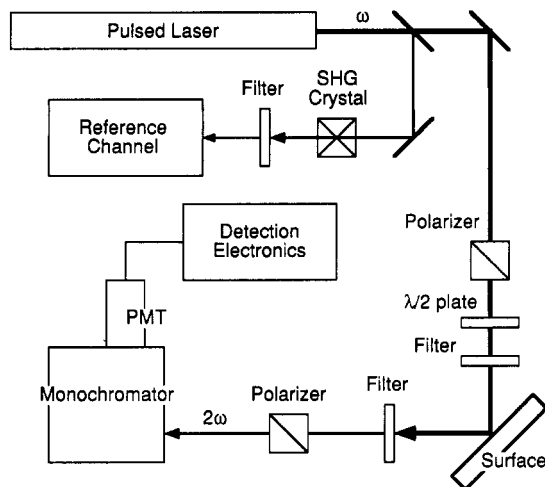 Pulsed Laser
ω
Filter
SHG
Crystal
Reference
Channel
Detection
Electronics
Polarizer
λ/2 plate
Filter
PMT
Monochromator
2ω
Polarizer
Filter
Surface